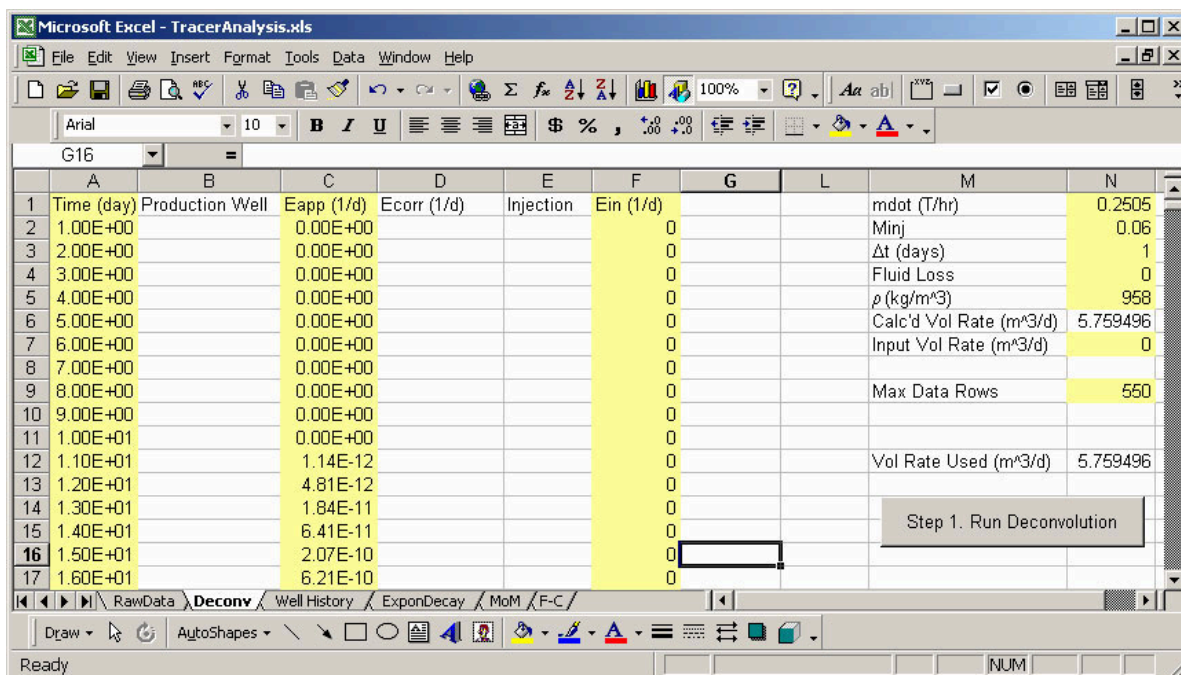 Microsoft Excel - TracerAnalysis.xls
File Edit View Insert Format Tools Data Window Help
100%
Arial 10 B I U $ % ,
G16 =
A B C D E F G L M N
1 Time (day) Production Well Eapp (1/d) Ecorr (1/d) Injection Ein (1/d) mdot (T/hr) 0.2505
2 1.00E+00 0.00E+00 0 Minj 0.06
3 2.00E+00 0.00E+00 0 Δt (days) 1
4 3.00E+00 0.00E+00 0 Fluid Loss 0
5 4.00E+00 0.00E+00 0 ρ (kg/m^3) 958
6 5.00E+00 0.00E+00 0 Calc'd Vol Rate (m^3/d) 5.759496
7 6.00E+00 0.00E+00 0 Input Vol Rate (m^3/d) 0
8 7.00E+00 0.00E+00 0
9 8.00E+00 0.00E+00 0 Max Data Rows 550
10 9.00E+00 0.00E+00 0
11 1.00E+01 0.00E+00 0
12 1.10E+01 1.14E-12 0 Vol Rate Used (m^3/d) 5.759496
13 1.20E+01 4.81E-12 0
14 1.30E+01 1.84E-11 0
Step 1. Run Deconvolution
15 1.40E+01 6.41E-11 0
16 1.50E+01 2.07E-10 0
17 1.60E+01 6.21E-10 0
RawData Deconv Well History ExponDecay MoM F-C
Draw AutoShapes
Ready NUM